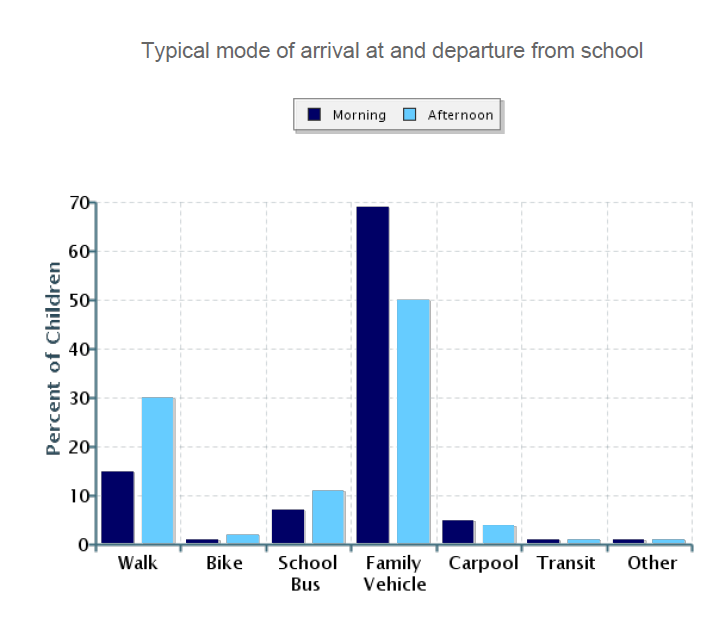 Typical mode of arrival at and departure from school
Morning Afternoon
Percent of Children
70
60
50
40
30
20
10
0
Walk Bike School Bus Family Vehicle Carpool Transit Other